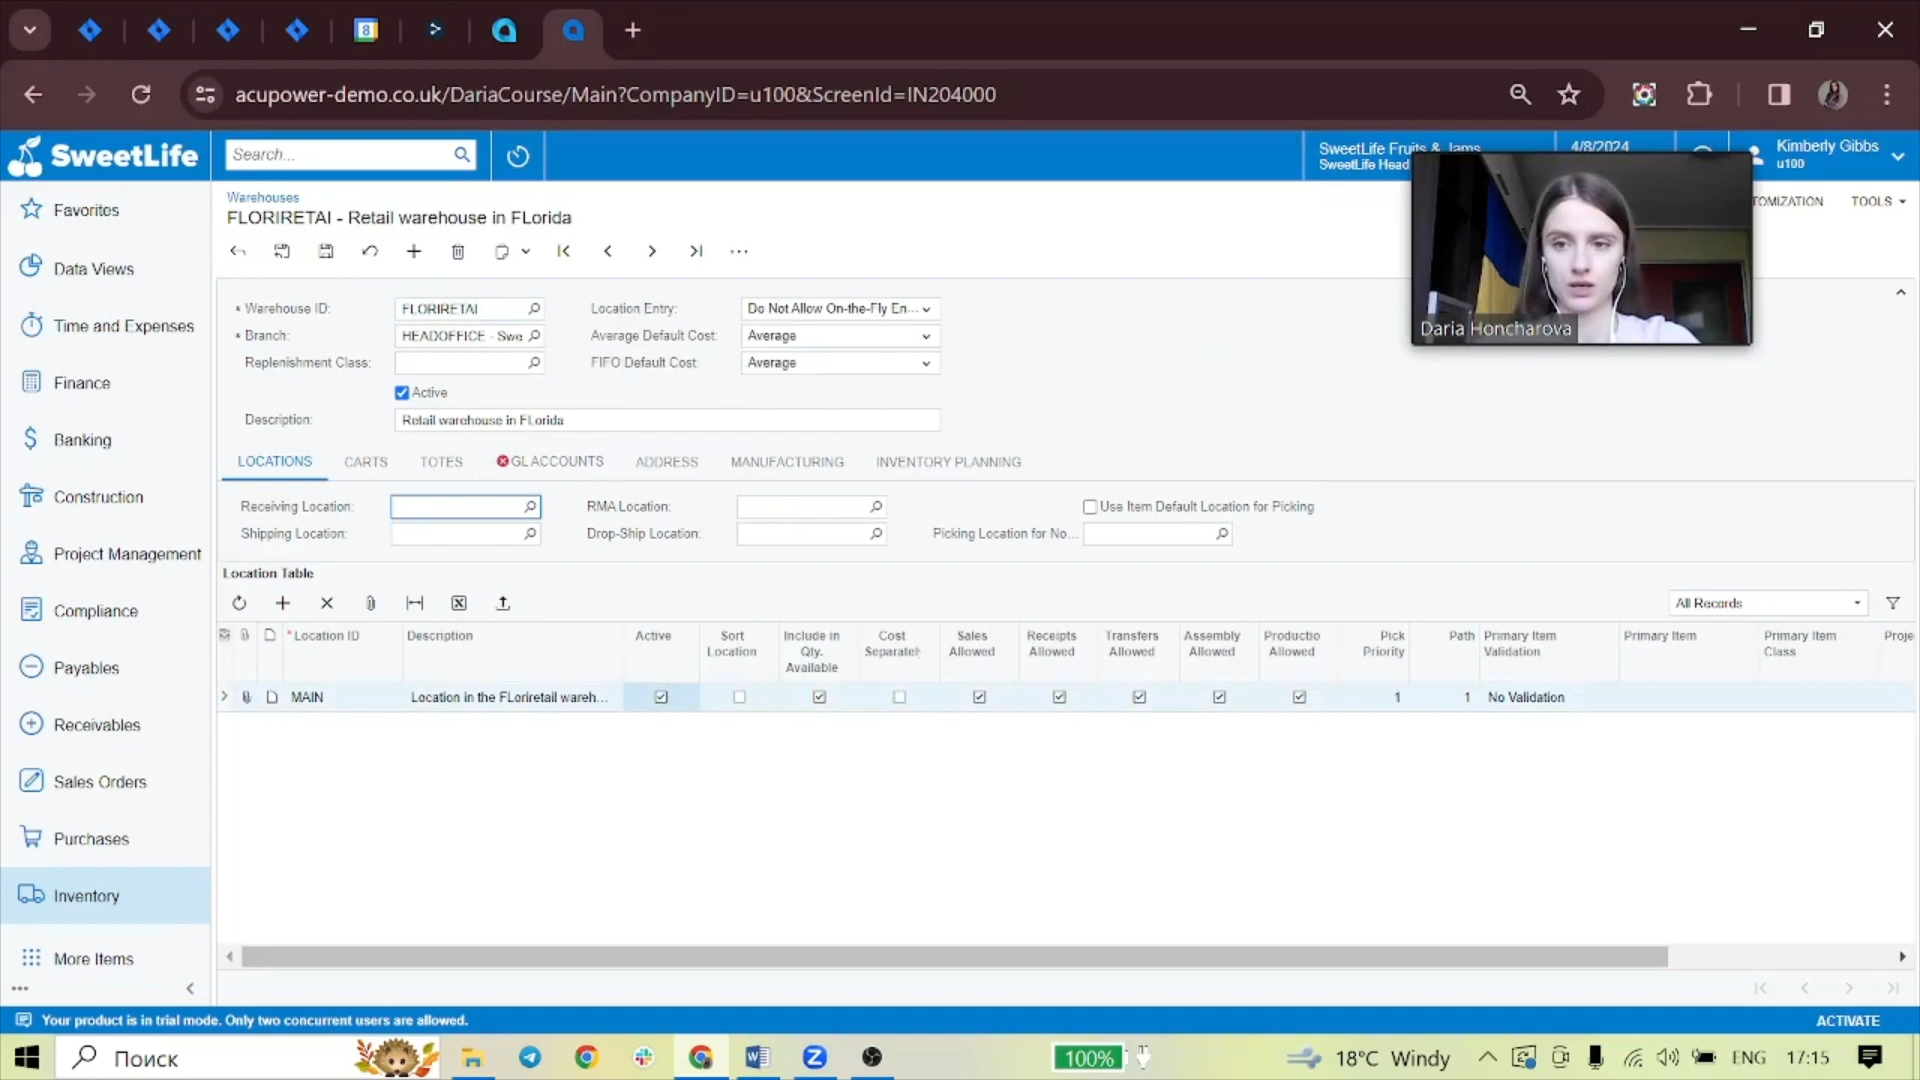 8
acupower-demo.co.uk/DariaCourse/Main?CompanyID=u100&ScreenId=IN204000
SweetLife
Search...
SweetLife Fruits & Jams
SweetLife Head
4/8/2024
Kimberly Gibbs
u100
Favorites
Data Views
Time and Expenses
Finance
Banking
Construction
Project Management
Compliance
Payables
Receivables
Sales Orders
Purchases
Inventory
More Items
Warehouses
FLORIRETAI - Retail warehouse in FLorida
TOMIZATION
TOOLS
Daria Honcharova
* Warehouse ID:
FLORIRETAI
Location Entry:
Do Not Allow On-the-Fly En...
* Branch:
HEADOFFICE - Swe
Average Default Cost:
Average
Replenishment Class:
FIFO Default Cost:
Average
Active
Description:
Retail warehouse in FLorida
LOCATIONS
CARTS
TOTES
GL ACCOUNTS
ADDRESS
MANUFACTURING
INVENTORY PLANNING
Receiving Location:
RMA Location:
Use Item Default Location for Picking
Shipping Location:
Drop-Ship Location:
Picking Location for No...
Location Table
All Records
* Location ID
Description
Active
Sort Location
Include in Qty. Available
Cost Separately
Sales Allowed
Receipts Allowed
Transfers Allowed
Assembly Allowed
Productio Allowed
Pick Priority
Path
Primary Item Validation
Primary Item
Primary Item Class
Proje
MAIN
Location in the FLoriretail wareh...
1
1
No Validation
Your product is in trial mode. Only two concurrent users are allowed.
ACTIVATE
Поиск
100%
18°C Windy
ENG
17:15